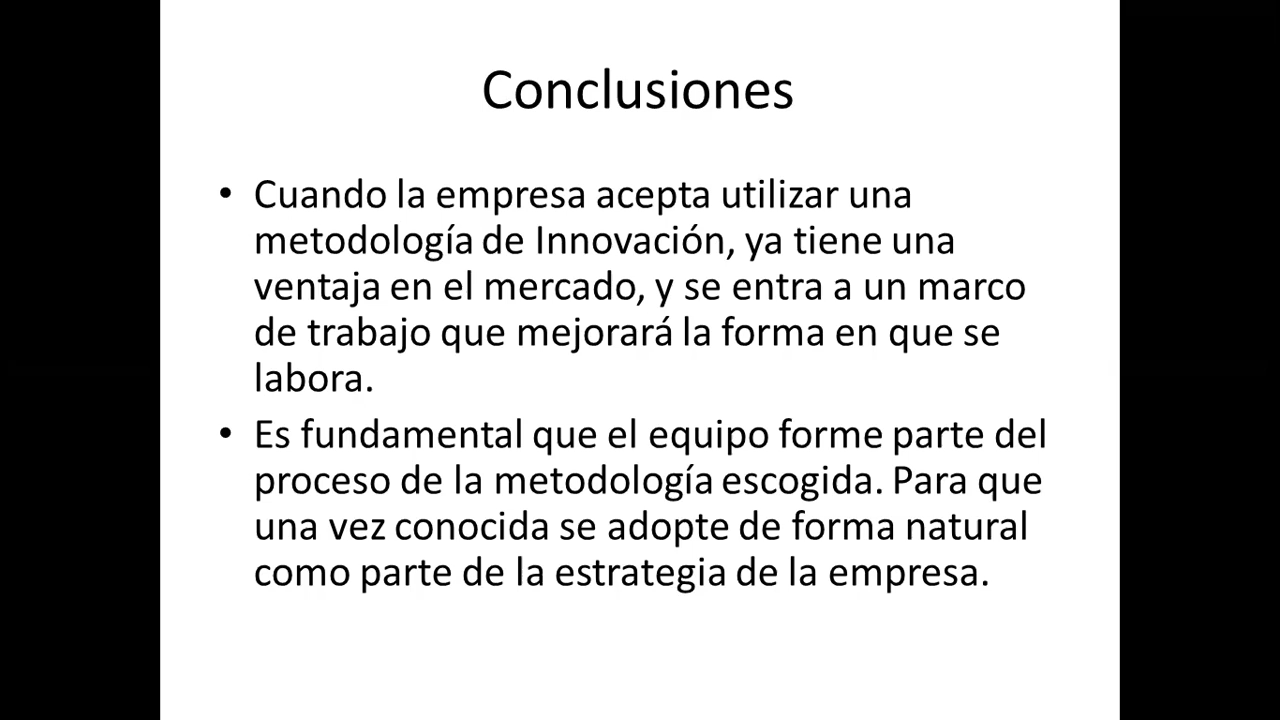 Conclusiones
• Cuando la empresa acepta utilizar una
metodología de Innovación, ya tiene una
ventaja en el mercado, y se entra a un marco
de trabajo que mejorará la forma en que se
labora.
• Es fundamental que el equipo forme parte del
proceso de la metodología escogida. Para que
una vez conocida se adopte de forma natural
como parte de la estrategia de la empresa.